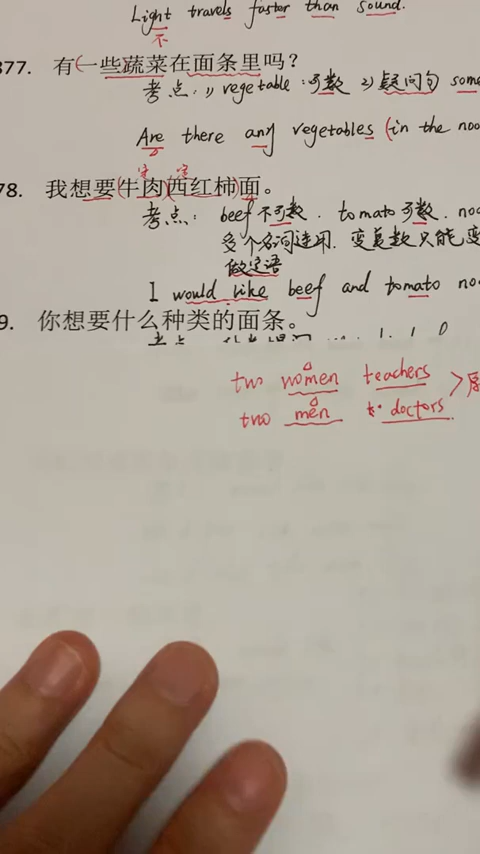 Light travels faster than sound.
不
377. 有一些蔬菜在面条里吗?
考点:1) vegetable:可数 2) 疑问句 some
Are there any vegetables (in the noo
定 定
78. 我想要(牛肉)(西红柿)面。
考点: beef 不可数. tomato 可数. noo
多个名词连用. 变复数只能变
做定语
I would like beef and tomato noo
9. 你想要什么种类的面条。
two women teachers
two men doctors